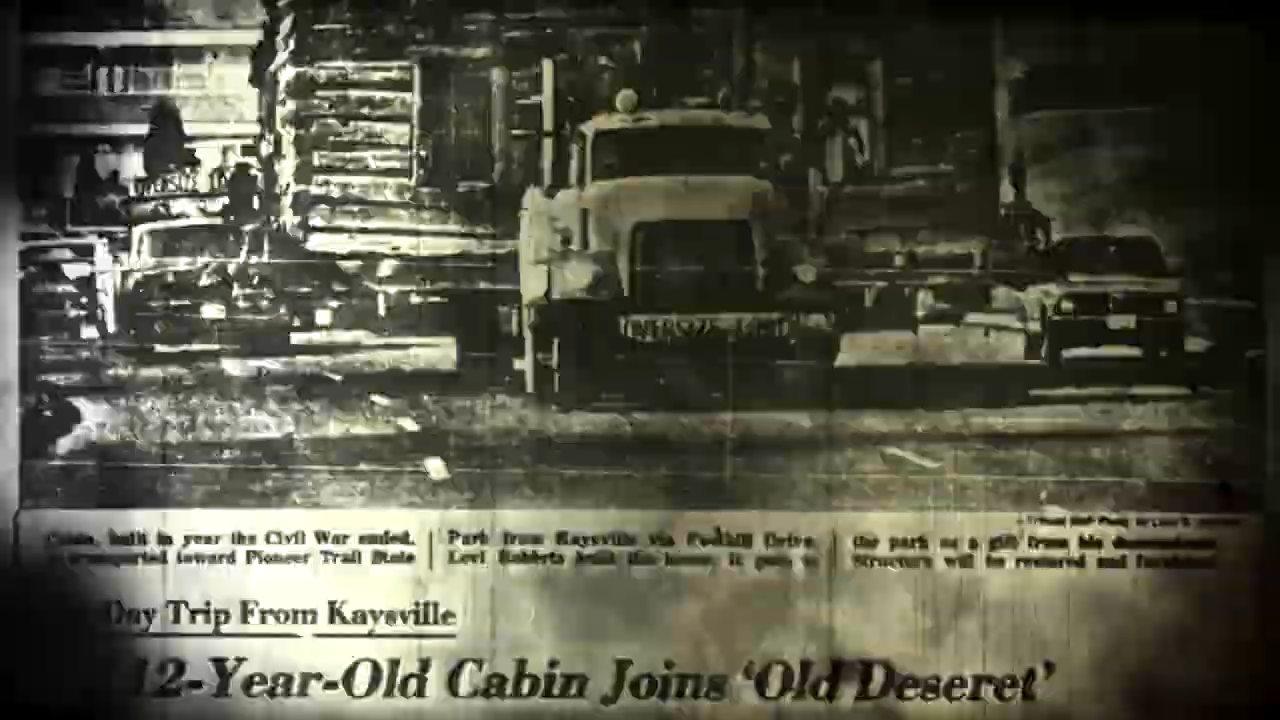 OVERSIZE LOAD
Cabin, built in year the Civil War ended,
transported toward Pioneer Trail State
Park from Kaysville via Foothill Drive.
Levi Roberts built the home; it goes to
the park as a gift from his descendants.
Structure will be restored and furnished.
Day Trip From Kaysville
12-Year-Old Cabin Joins ‘Old Deseret’